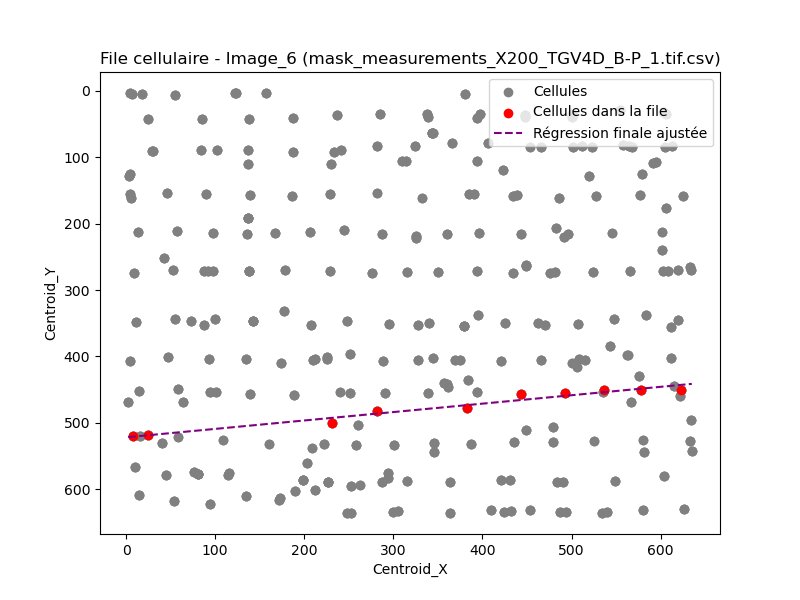 File cellulaire - Image_6 (mask_measurements_X200_TGV4D_B-P_1.tif.csv)
Cellules
Cellules dans la file
Régression finale ajustée
Centroid_Y
0
100
200
300
400
500
600
0 100 200 300 400 500 600
Centroid_X